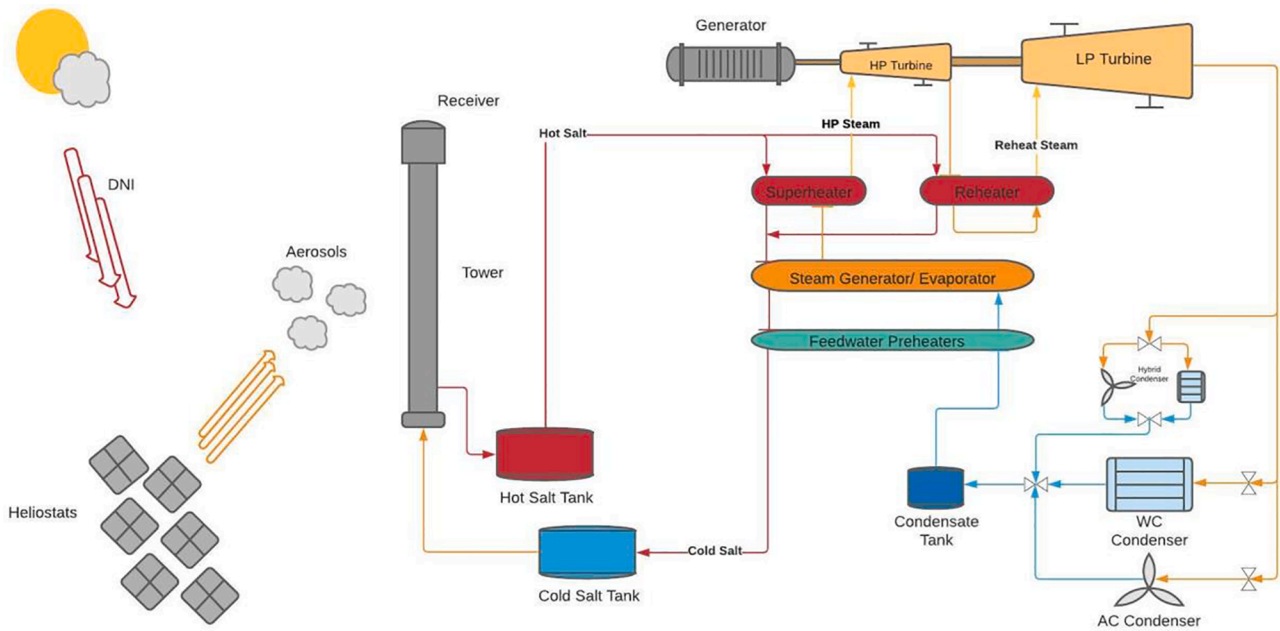 Generator
HP Turbine
LP Turbine
Receiver
HP Steam
Hot Salt
Reheat Steam
DNI
Superheater
Reheater
Aerosols
Tower
Steam Generator/ Evaporator
Feedwater Preheaters
Hybrid
Condenser
Hot Salt Tank
Heliostats
Condensate
Tank
WC
Condenser
Cold Salt
Cold Salt Tank
AC Condenser